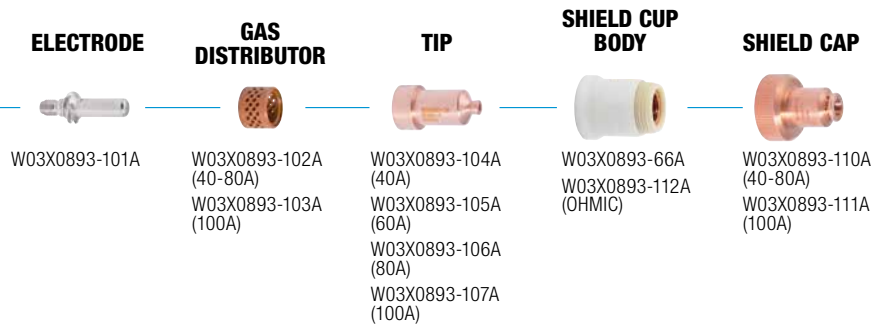 ELECTRODE
W03X0893-101A
GAS
DISTRIBUTOR
W03X0893-102A
(40-80A)
W03X0893-103A
(100A)
TIP
W03X0893-104A
(40A)
W03X0893-105A
(60A)
W03X0893-106A
(80A)
W03X0893-107A
(100A)
SHIELD CUP
BODY
W03X0893-66A
W03X0893-112A
(OHMIC)
SHIELD CAP
W03X0893-110A
(40-80A)
W03X0893-111A
(100A)